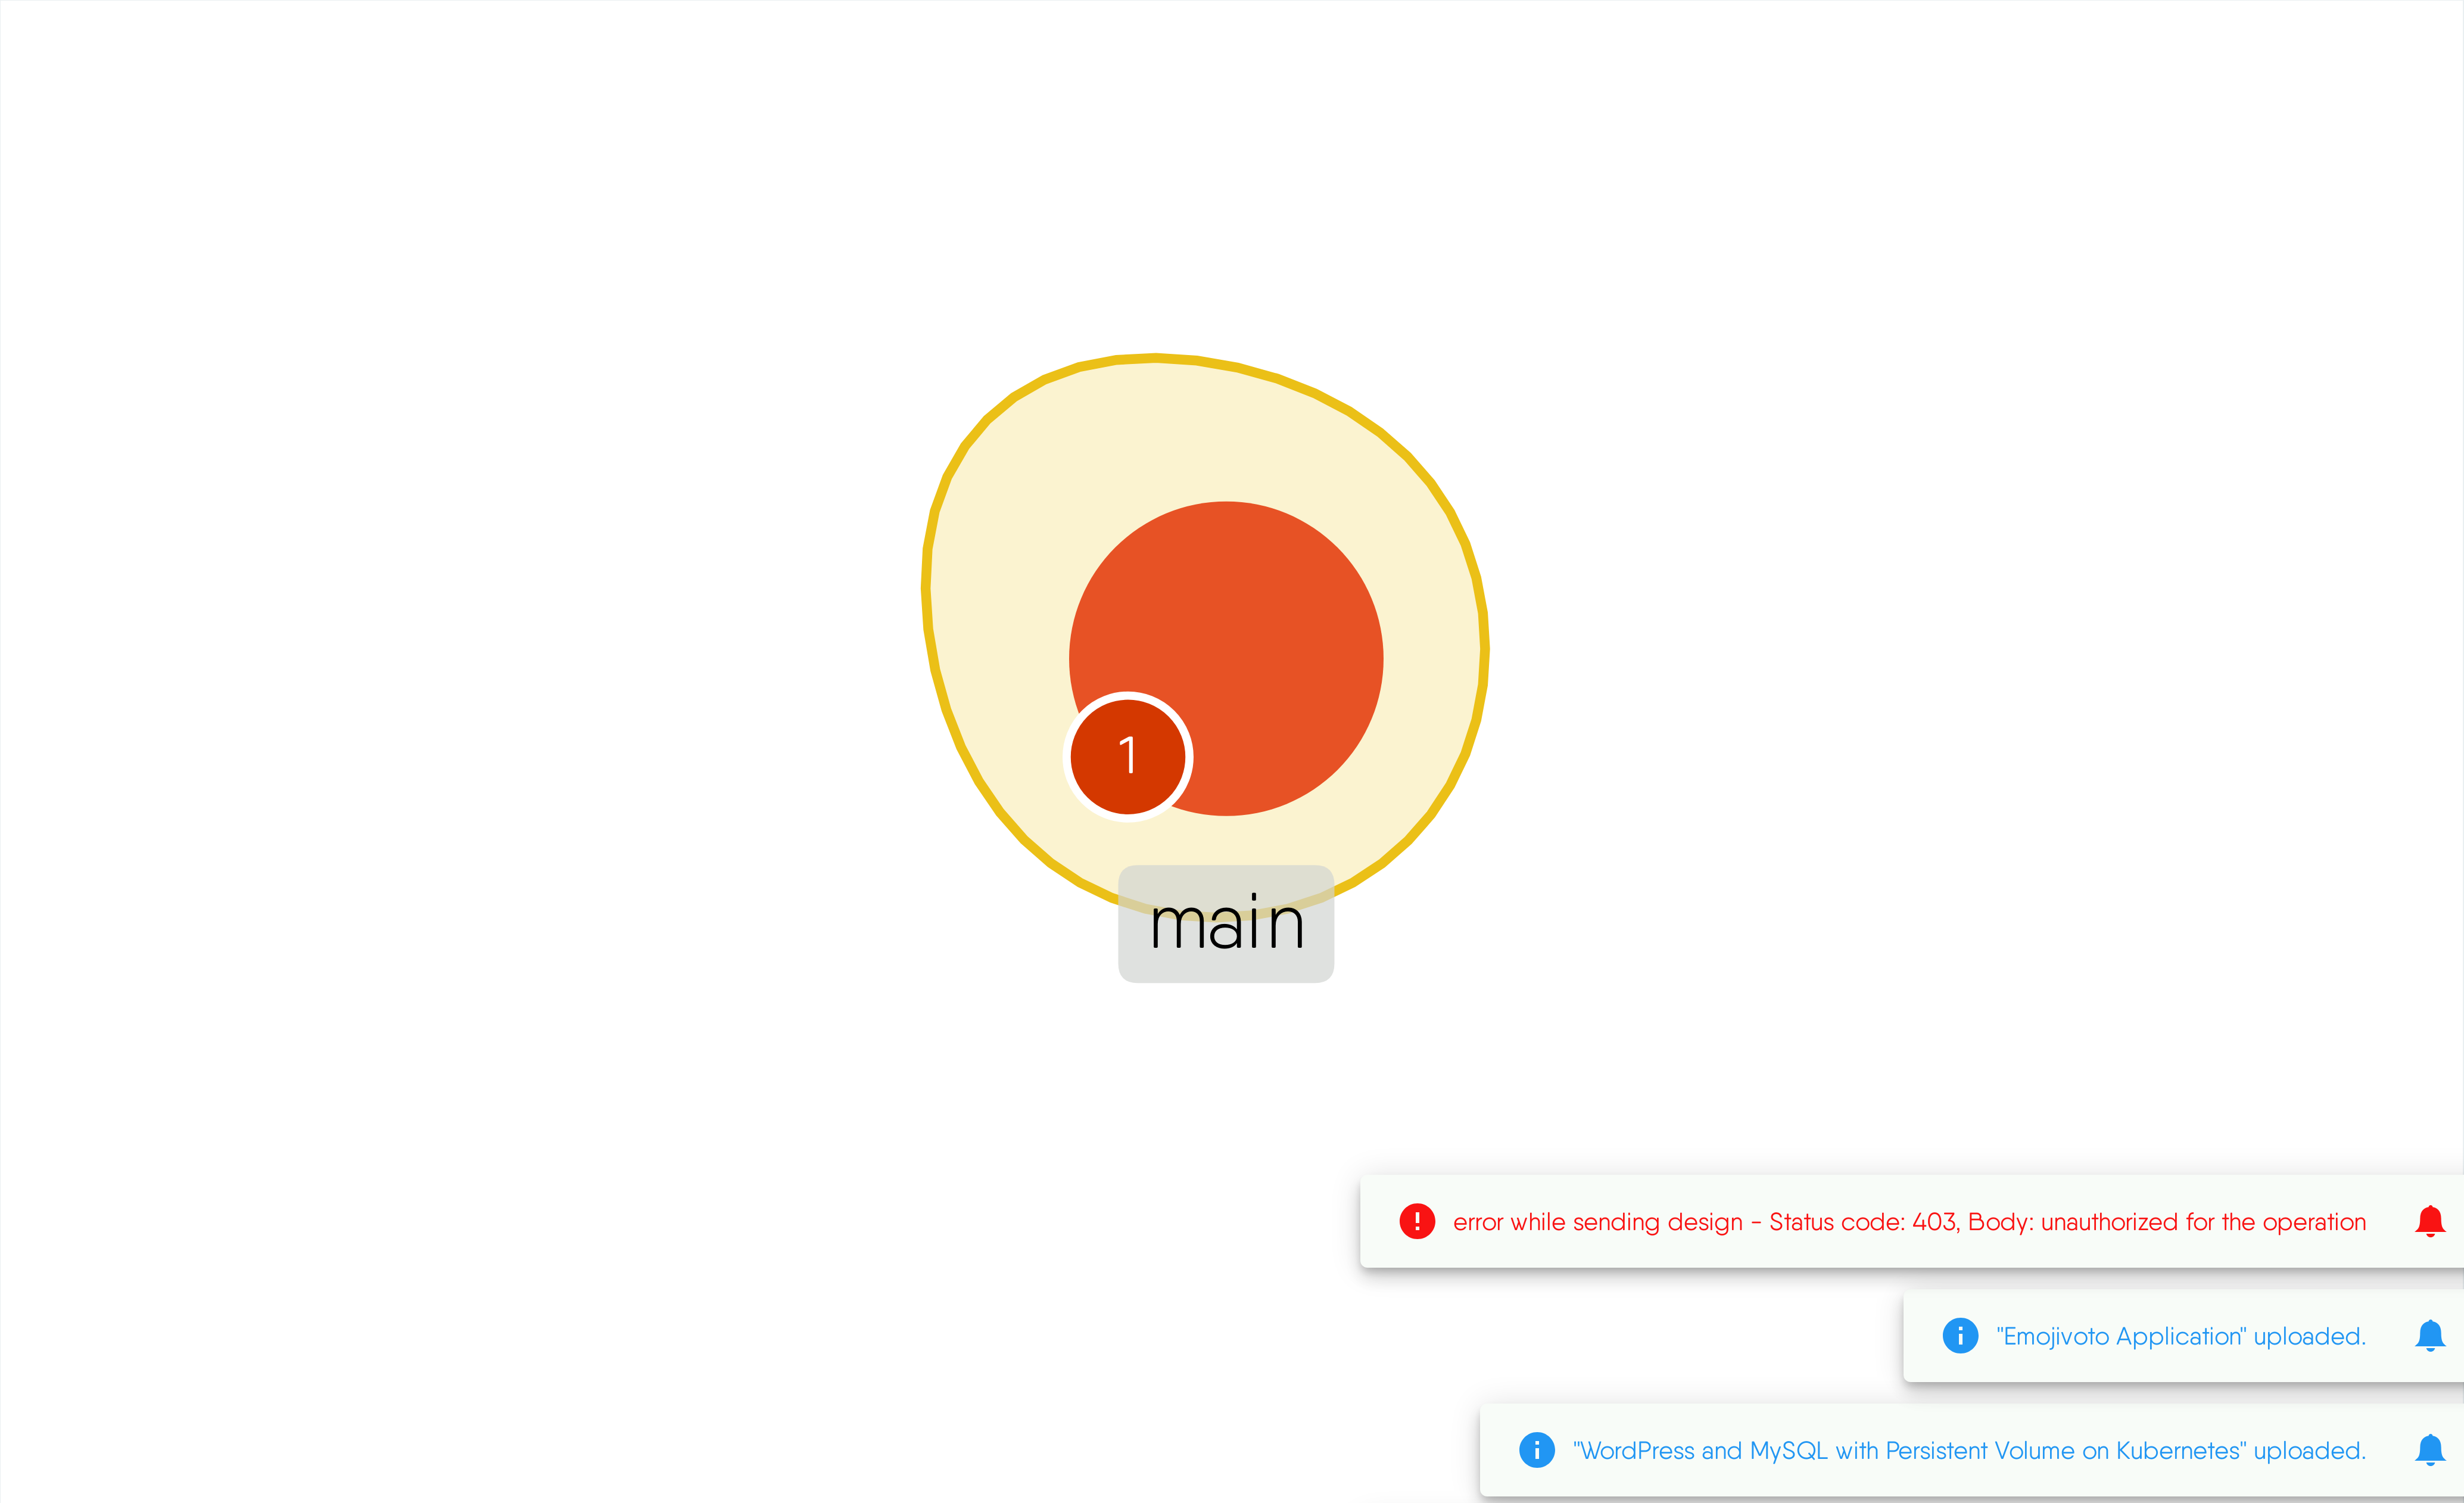 1
main
error while sending design - Status code: 403, Body: unauthorized for the operation
"Emojivoto Application" uploaded.
"WordPress and MySQL with Persistent Volume on Kubernetes" uploaded.